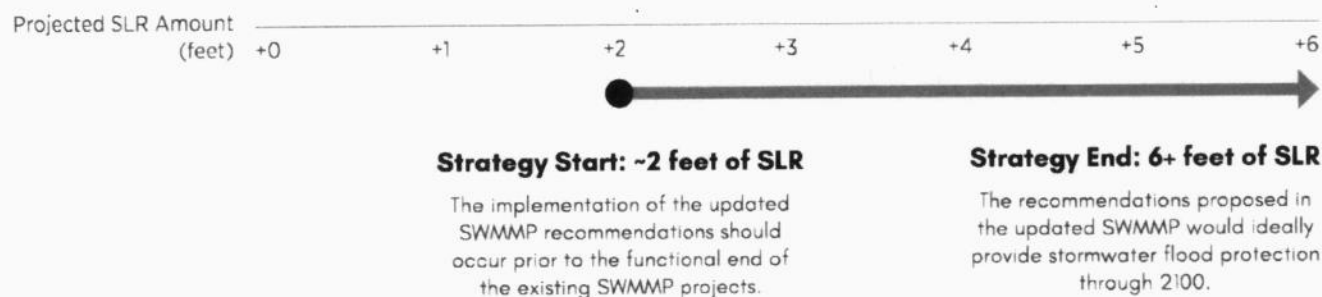 Projected SLR Amount
(feet) +0 +1 +2 +3 +4 +5 +6
Strategy Start: ~2 feet of SLR
The implementation of the updated
SWMMP recommendations should
occur prior to the functional end of
the existing SWMMP projects.
Strategy End: 6+ feet of SLR
The recommendations proposed in
the updated SWMMP would ideally
provide stormwater flood protection
through 2100.